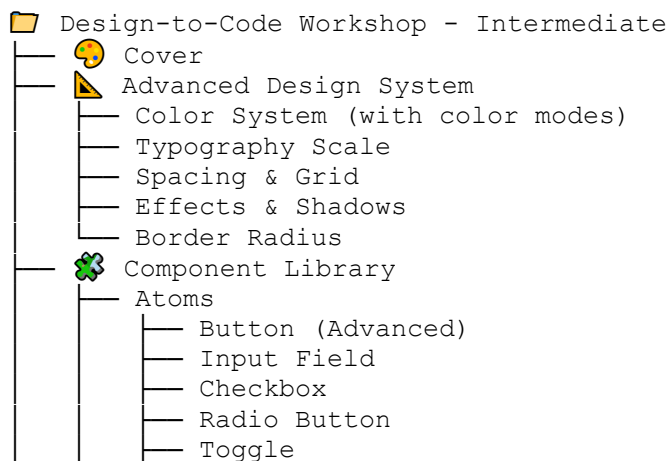 📁 Design-to-Code Workshop - Intermediate
├── 🎨 Cover
├── 📐 Advanced Design System
│   ├── Color System (with color modes)
│   ├── Typography Scale
│   ├── Spacing & Grid
│   ├── Effects & Shadows
│   └── Border Radius
├── 🧩 Component Library
│   ├── Atoms
│   │   ├── Button (Advanced)
│   │   ├── Input Field
│   │   ├── Checkbox
│   │   ├── Radio Button
│   │   ├── Toggle